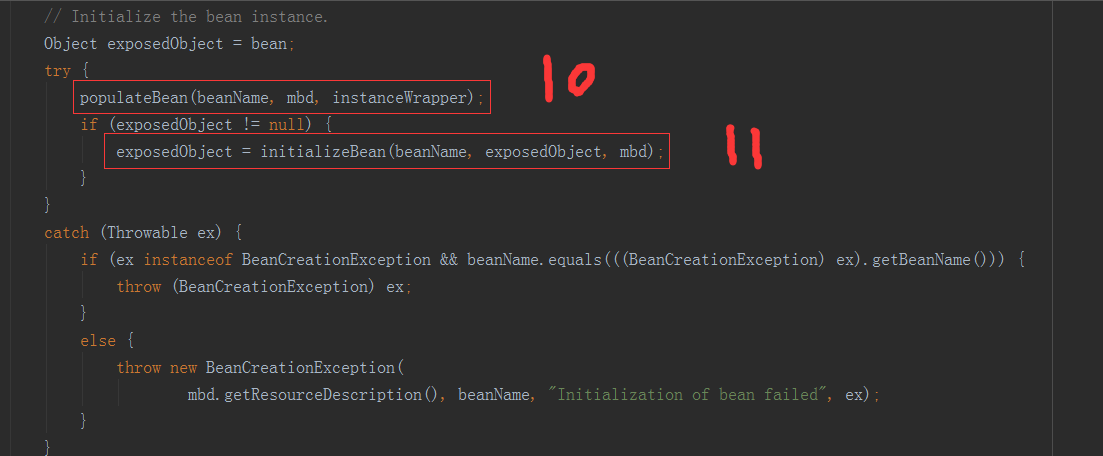 // Initialize the bean instance.
Object exposedObject = bean;
try {
populateBean(beanName, mbd, instanceWrapper);
10
if (exposedObject != null) {
exposedObject = initializeBean(beanName, exposedObject, mbd);
11
}
}
catch (Throwable ex) {
if (ex instanceof BeanCreationException && beanName.equals(((BeanCreationException) ex).getBeanName())) {
throw (BeanCreationException) ex;
}
else {
throw new BeanCreationException(
mbd.getResourceDescription(), beanName, "Initialization of bean failed", ex);
}
}